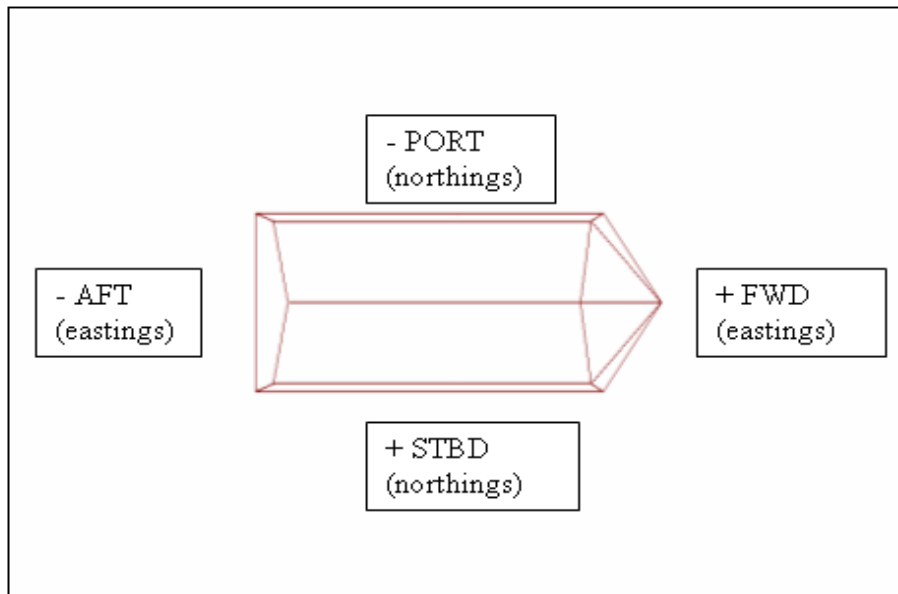 - PORT
(northings)
- AFT
(eastings)
+ FWD
(eastings)
+ STBD
(northings)